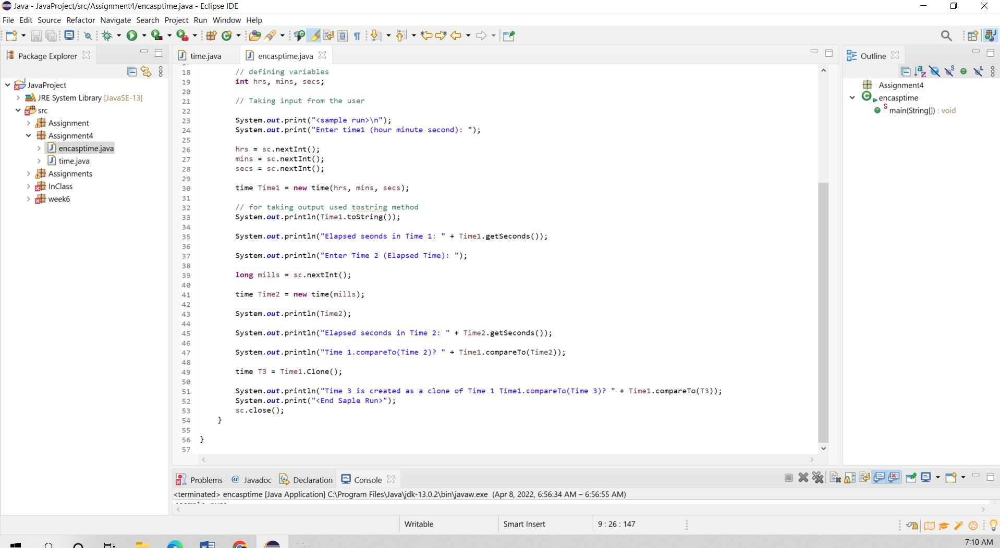 Java - JavaProject/src/Assignment4/encasptime.java - Eclipse IDE
File Edit Source Refactor Navigate Search Project Run Window Help
Package Explorer
time.java
encasptime.java
Outline
JavaProject
JRE System Library [JavaSE-13]
src
Assignment
Assignment4
encasptime.java
time.java
Assignments
InClass
week6
18 // defining variables
19 int hrs, mins, secs;
20
21 // Taking input from the user
22
23 System.out.print("<sample run>\n");
24 System.out.print("Enter time1 (hour minute second): ");
25
26 hrs = sc.nextInt();
27 mins = sc.nextInt();
28 secs = sc.nextInt();
29
30 time Time1 = new time(hrs, mins, secs);
31
32 // for taking output used tostring method
33 System.out.println(Time1.toString());
34
35 System.out.println("Elapsed seonds in Time 1: " + Time1.getSeconds());
36
37 System.out.println("Enter Time 2 (Elapsed Time): ");
38
39 long mills = sc.nextInt();
40
41 time Time2 = new time(mills);
42
43 System.out.println(Time2);
44
45 System.out.println("Elapsed seconds in Time 2: " + Time2.getSeconds());
46
47 System.out.println("Time 1.compareTo(Time 2)? " + Time1.compareTo(Time2));
48
49 time T3 = Time1.Clone();
50
51 System.out.println("Time 3 is created as a clone of Time 1 Time1.compareTo(Time 3)? " + Time1.compareTo(T3));
52 System.out.print("<End Saple Run>");
53 sc.close();
54 }
55
56 }
57
Assignment4
encasptime
main(String[]) : void
Problems @ Javadoc Declaration Console
<terminated> encasptime [Java Application] C:\Program Files\Java\jdk-13.0.2\bin\javaw.exe (Apr 8, 2022, 6:56:34 AM – 6:56:55 AM)
Writable Smart Insert 9 : 26 : 147
7:10 AM